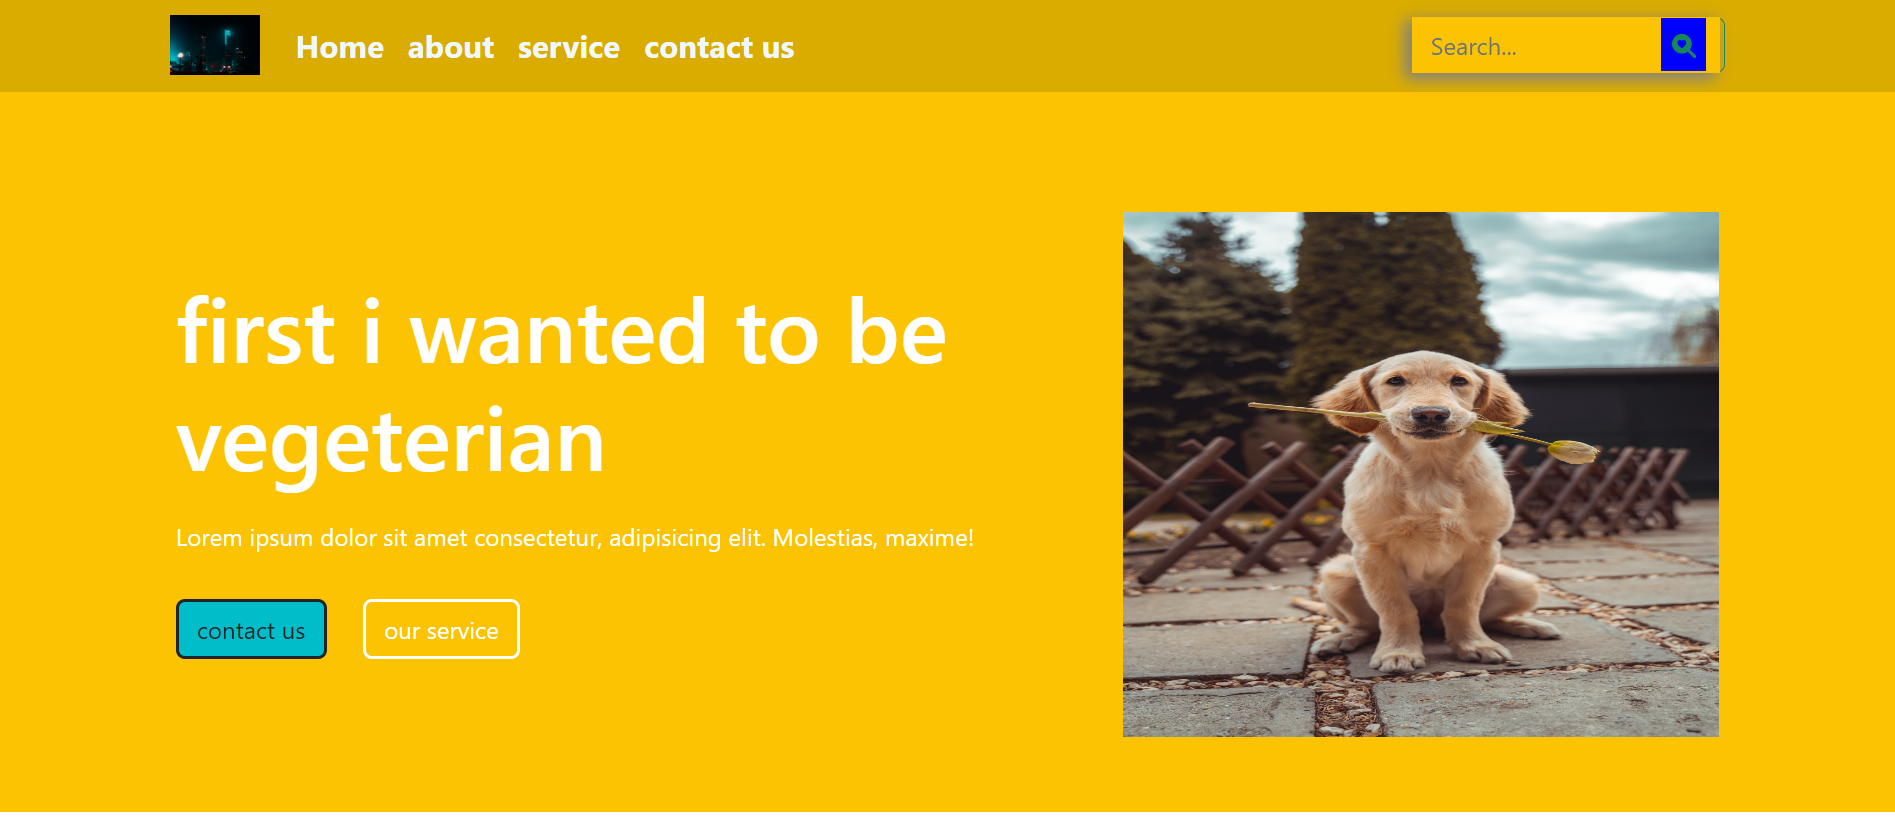 Home about service contact us Search...
first i wanted to be
vegeterian
Lorem ipsum dolor sit amet consectetur, adipisicing elit. Molestias, maxime!
contact us our service